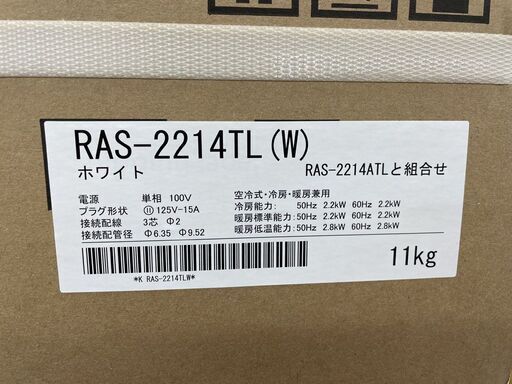 RAS-2214TL(W)
ホワイト
RAS-2214ATLと組合せ
電源 単相 100V
プラグ形状 125V-15A
接続配線 3芯 Φ2
接続配管径 Φ6.35 Φ9.52
空冷式・冷房・暖房兼用
冷房能力: 50Hz 2.2kW 60Hz 2.2kW
暖房標準能力: 50Hz 2.2kW 60Hz 2.2kW
暖房低温能力: 50Hz 2.8kW 60Hz 2.8kW
*K RAS-2214TLW*
11kg